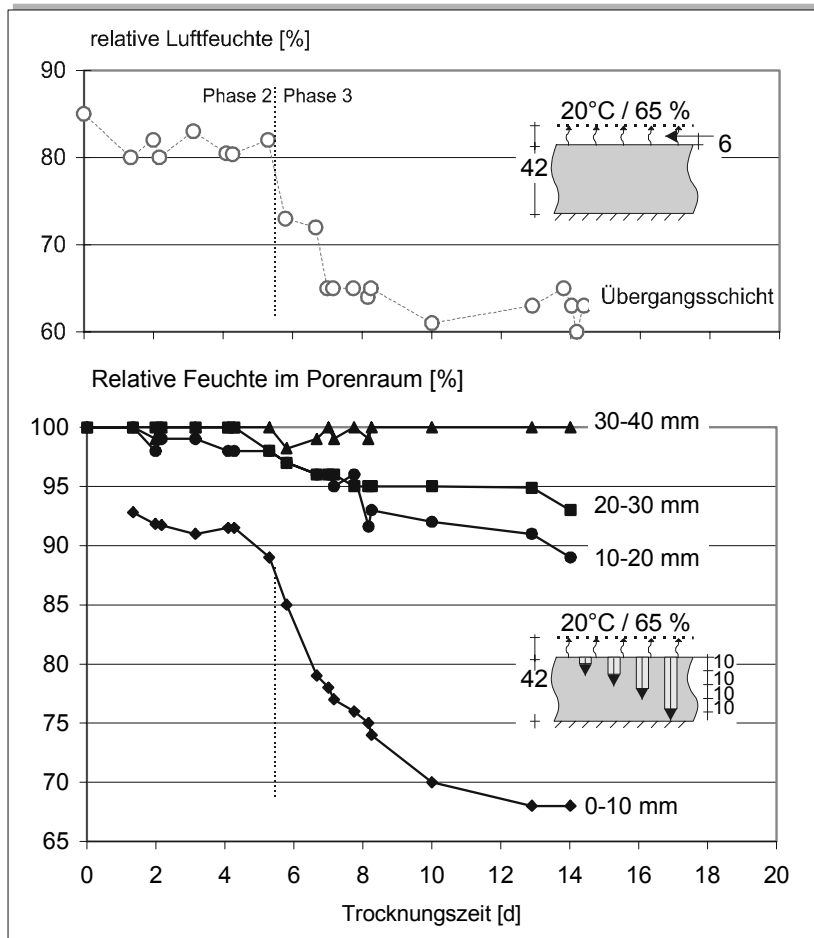 relative Luftfeuchte [%]
90
80
70
60
Phase 2
Phase 3
20°C / 65 %
42
6
Übergangsschicht
Relative Feuchte im Porenraum [%]
100
95
90
85
80
75
70
65
30-40 mm
20-30 mm
10-20 mm
20°C / 65 %
42
10
10
10
10
0-10 mm
0 2 4 6 8 10 12 14 16 18 20
Trocknungszeit [d]